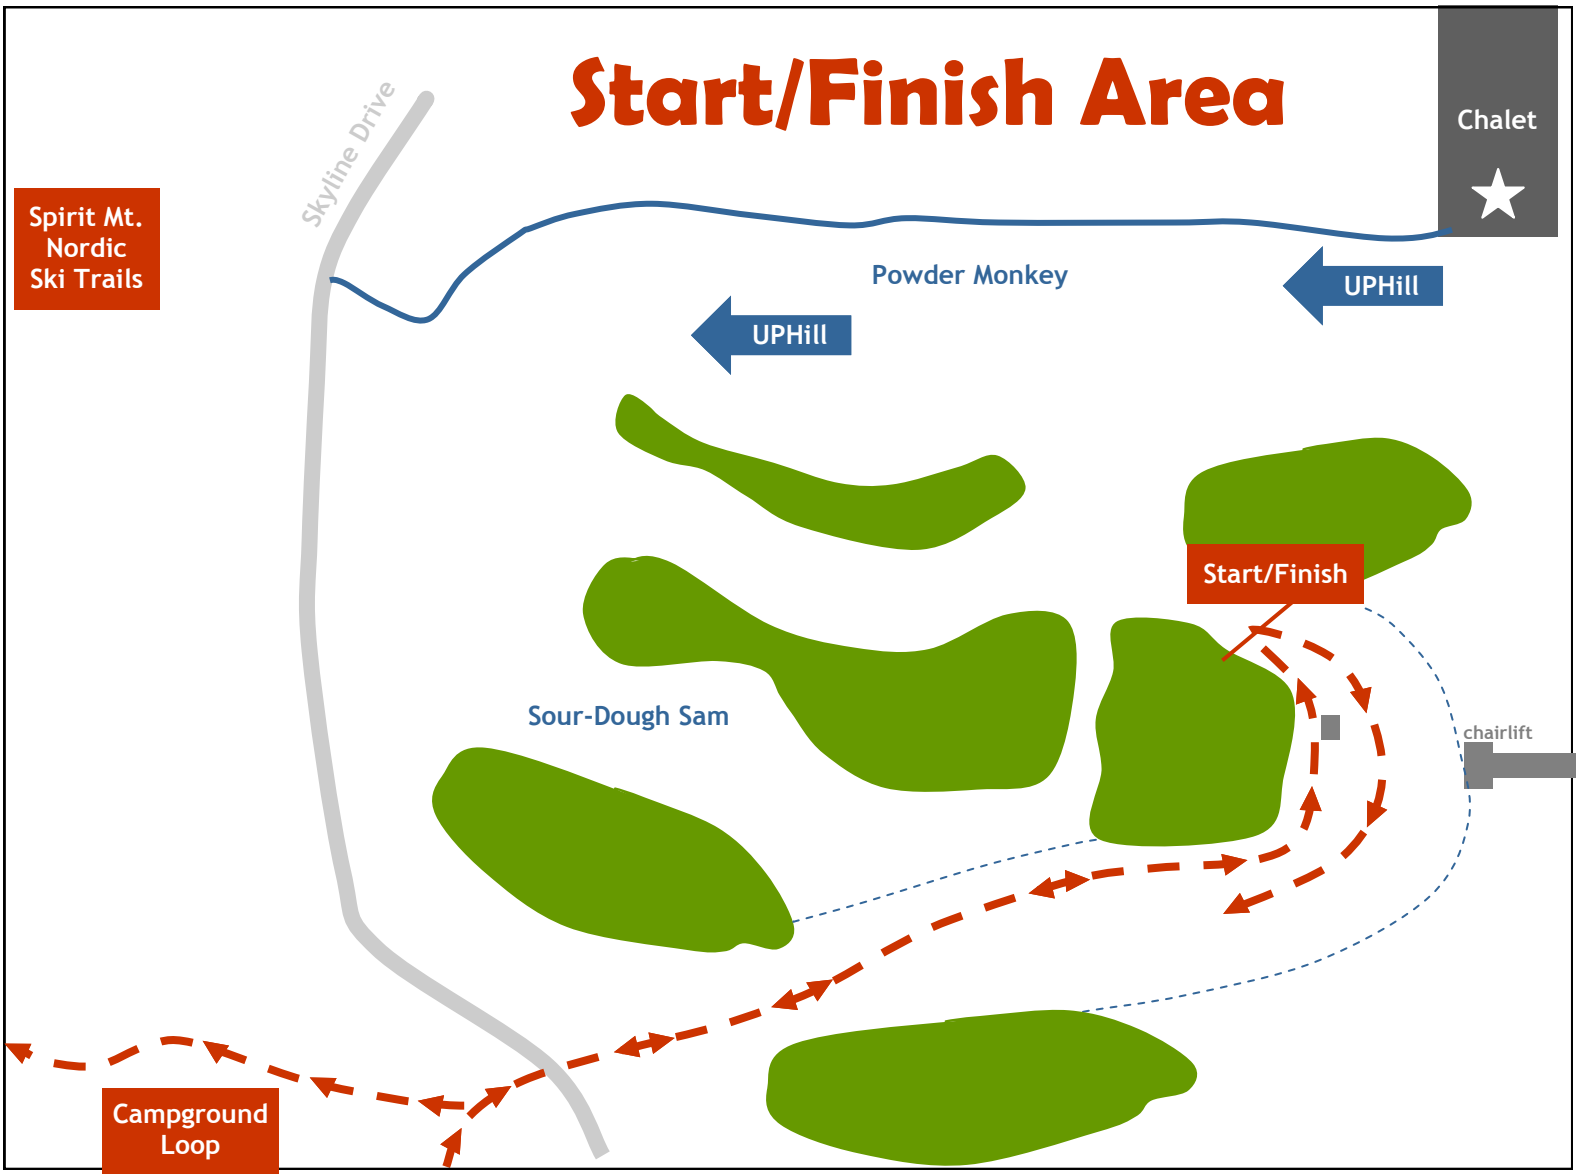 Start/Finish Area
Chalet
Skyline Drive
Spirit Mt.
Nordic
Ski Trails
Powder Monkey
UPHill
UPHill
Start/Finish
Sour-Dough Sam
chairlift
Campground
Loop